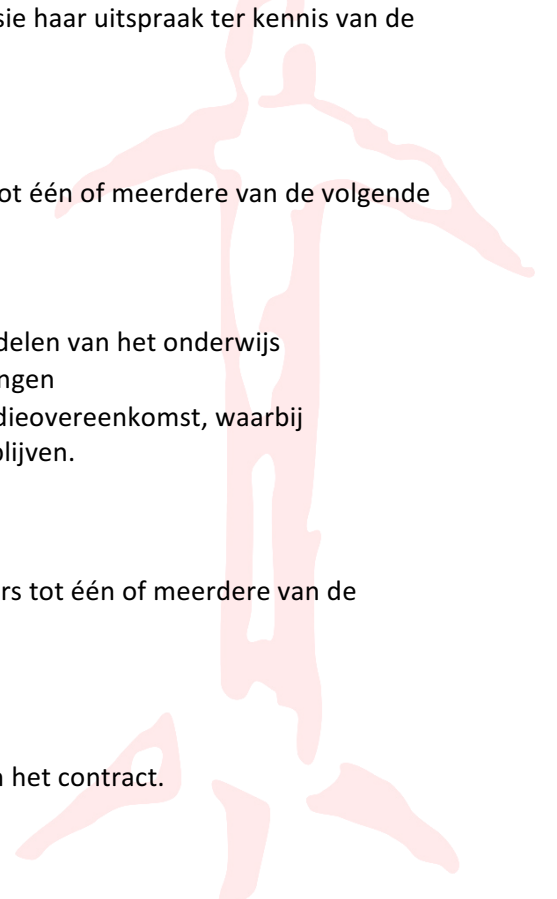 sie haar uitspraak ter kennis van de
ot één of meerdere van de volgende
delen van het onderwijs
ngen
dieovereenkomst, waarbij
blijven.
rs tot één of meerdere van de
n het contract.